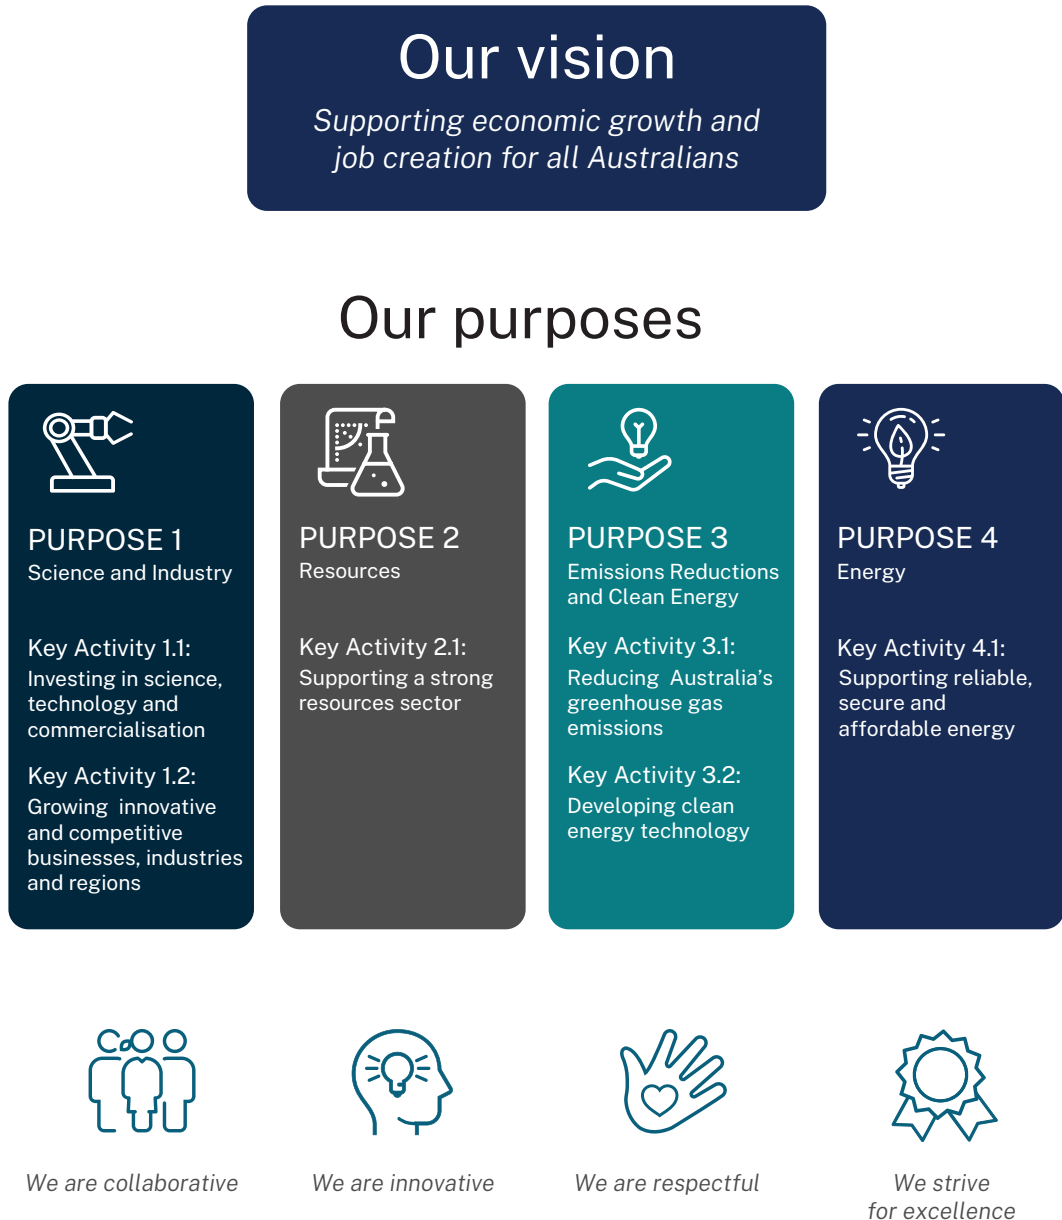 Our vision
Supporting economic growth and
job creation for all Australians
Our purposes
PURPOSE 1
Science and Industry
Key Activity 1.1:
Investing in science,
technology and
commercialisation
Key Activity 1.2:
Growing innovative
and competitive
businesses, industries
and regions
PURPOSE 2
Resources
Key Activity 2.1:
Supporting a strong
resources sector
PURPOSE 3
Emissions Reductions
and Clean Energy
Key Activity 3.1:
Reducing Australia’s
greenhouse gas
emissions
Key Activity 3.2:
Developing clean
energy technology
PURPOSE 4
Energy
Key Activity 4.1:
Supporting reliable,
secure and
affordable energy
We are collaborative
We are innovative
We are respectful
We strive
for excellence